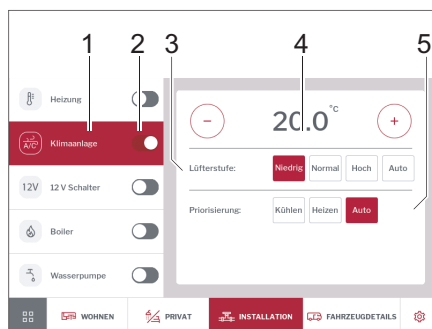 1 2 3 4 5
Heizung
20.0 °C
A/C Klimaanlage
Lüfterstufe: Niedrig Normal Hoch Auto
12V 12 V Schalter
Priorisierung: Kühlen Heizen Auto
Boiler
Wasserpumpe
WOHNEN PRIVAT INSTALLATION FAHRZEUGDETAILS